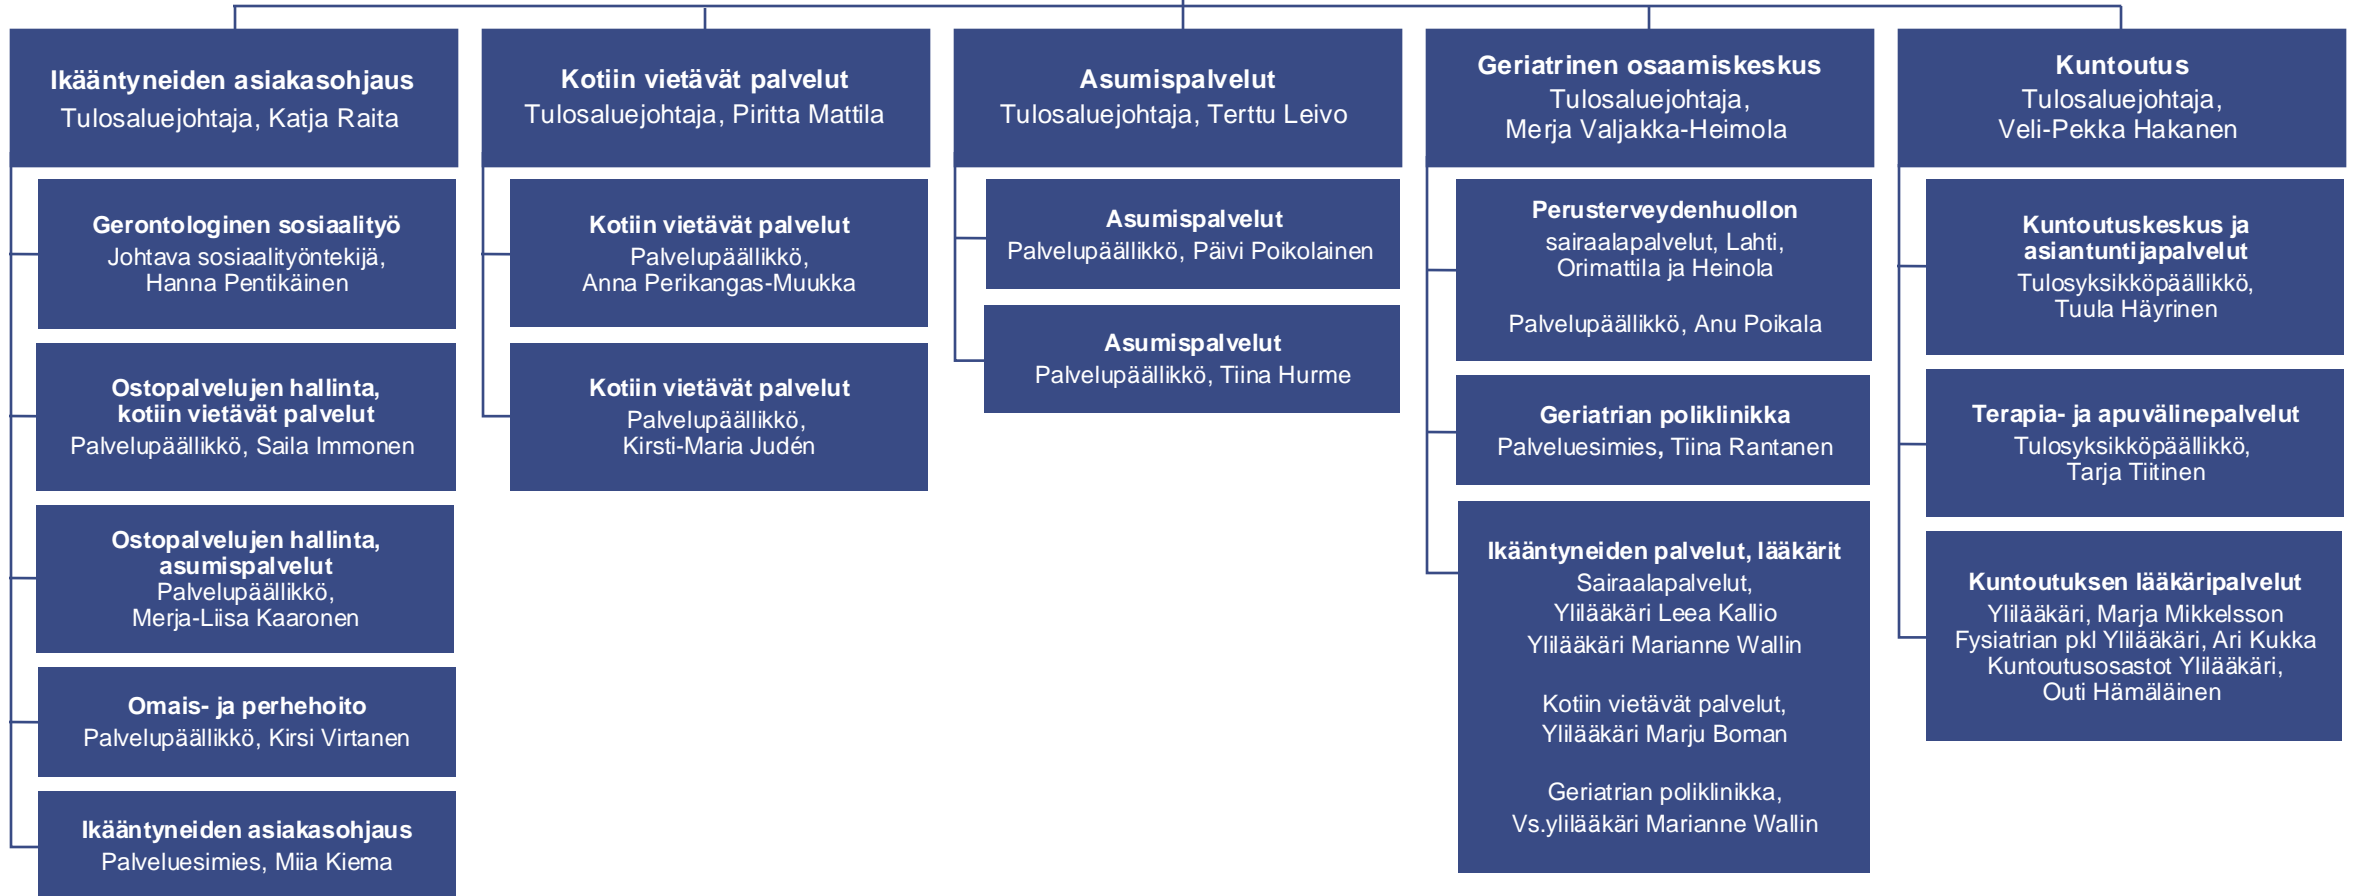 Ikääntyneiden asiakasohjaus
Tulosaluejohtaja, Katja Raita
Gerontologinen sosiaalityö
Johtava sosiaalityöntekijä,
Hanna Pentikäinen
Ostopalvelujen hallinta,
kotiin vietävät palvelut
Palvelupäällikkö, Saila Immonen
Ostopalvelujen hallinta,
asumispalvelut
Palvelupäällikkö,
Merja-Liisa Kaaronen
Omais- ja perhehoito
Palvelupäällikkö, Kirsi Virtanen
Ikääntyneiden asiakasohjaus
Palveluesimies, Miia Kiema
Kotiin vietävät palvelut
Tulosaluejohtaja, Piritta Mattila
Kotiin vietävät palvelut
Palvelupäällikkö,
Anna Perikangas-Muukka
Kotiin vietävät palvelut
Palvelupäällikkö,
Kirsti-Maria Judén
Asumispalvelut
Tulosaluejohtaja, Terttu Leivo
Asumispalvelut
Palvelupäällikkö, Päivi Poikolainen
Asumispalvelut
Palvelupäällikkö, Tiina Hurme
Geriatrinen osaamiskeskus
Tulosaluejohtaja,
Merja Valjakka-Heimola
Perusterveydenhuollon
sairaalapalvelut, Lahti,
Orimattila ja Heinola
Palvelupäällikkö, Anu Poikala
Geriatrian poliklinikka
Palveluesimies, Tiina Rantanen
Ikääntyneiden palvelut, lääkärit
Sairaalapalvelut,
Ylilääkäri Leea Kallio
Ylilääkäri Marianne Wallin
Kotiin vietävät palvelut,
Ylilääkäri Marju Boman
Geriatrian poliklinikka,
Vs.ylilääkäri Marianne Wallin
Kuntoutus
Tulosaluejohtaja,
Veli-Pekka Hakanen
Kuntoutuskeskus ja
asiantuntijapalvelut
Tulosyksikköpäällikkö,
Tuula Häyrinen
Terapia- ja apuvälinepalvelut
Tulosyksikköpäällikkö,
Tarja Tiitinen
Kuntoutuksen lääkäripalvelut
Ylilääkäri, Marja Mikkelsson
Fysiatrian pkl Ylilääkäri, Ari Kukka
Kuntoutusosastot Ylilääkäri,
Outi Hämäläinen